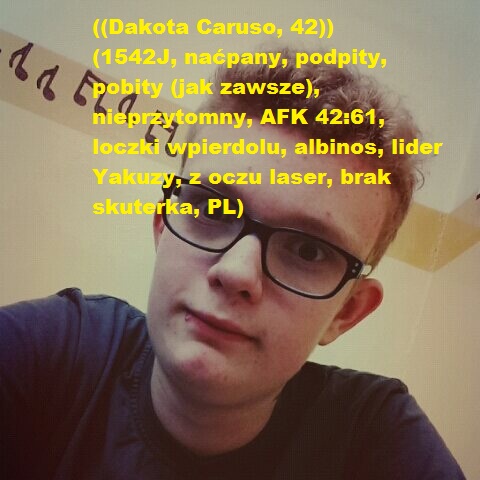 ((Dakota Caruso, 42))
(1542J, naćpany, podpity,
pobity (jak zawsze),
nieprzytomny, AFK 42:61,
loczki wpierdolu, albinos, lider
Yakuzy, z oczu laser, brak
skuterka, PL)